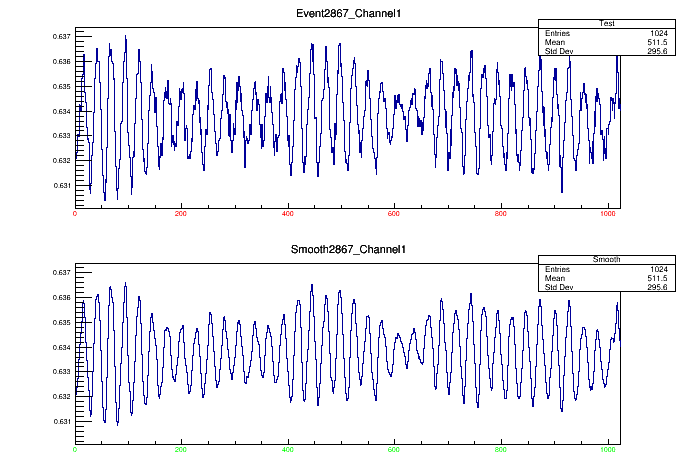 Event2867_Channel1
Test
Entries 1024
Mean 511.5
Std Dev 295.6
0.637
0.636
0.635
0.634
0.633
0.632
0.631
0 200 400 600 800 1000
Smooth2867_Channel1
Smooth
Entries 1024
Mean 511.5
Std Dev 295.6
0.637
0.636
0.635
0.634
0.633
0.632
0.631
0 200 400 600 800 1000